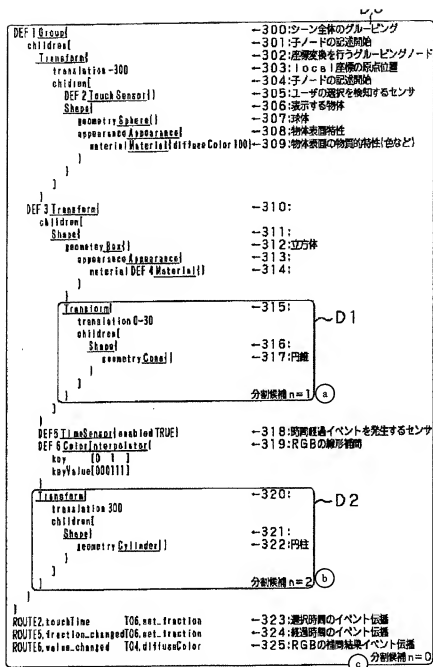 D0
DEF 1 Group{ ←300:シーン全体のグルーピング
children[ ←301:子ノードの記述開始
Transform{ ←302:座標変換を行うグルーピングノード
translation -300 ←303:local座標の原点位置
chidren[ ←304:子ノードの記述開始
DEF 2 TouchSensor{} ←305:ユーザの選択を検知するセンサ
Shape{ ←306:表示する物体
geometry Sphere{} ←307:球体
appearance Appearance{ ←308:物体表面特性
material Material{diffuseColor 100} ←309:物体表面の物質的特性(色など)
}
}
]
}
DEF 3 Transform{ ←310:
children[
Shape{ ←311:
geometry Box{} ←312:立方体
appearance Appearance{ ←313:
material DEF 4 Material{} ←314:
}
}
Transform{ ←315:
translation 0-30
children[
Shape{ ←316:
geometry Cone{} ←317:円錐
}
]
}
D1
分割候補n=1 a
]
}
DEF5 TimeSensor{enabled TRUE} ←318:時間経過イベントを発生するセンサ
DEF 6 ColorInterpolator{ ←319:RGBの線形補間
key [0 1]
keyValue[000111]
}
Transform{ ←320:
translation 300
children[
Shape{ ←321:
geometry Cylinder{} ←322:円柱
}
]
}
D2
分割候補n=2 b
]
}
ROUTE2.touchTime TO6.set_fraction ←323:選択時間のイベント伝播
ROUTE5.fraction_changed TO6.set_fraction ←324:経過時間のイベント伝播
ROUTE6.value_changed TO4.diffuseColor ←325:RGBの補間結果イベント伝播
c 分割候補n=0